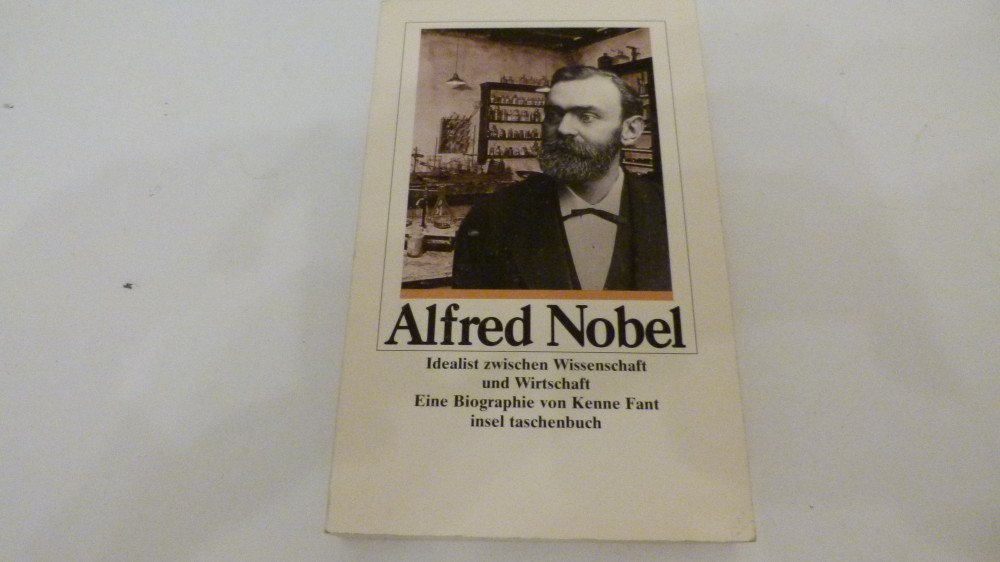 Alfred Nobel
Idealist zwischen Wissenschaft
und Wirtschaft
Eine Biographie von Kenne Fant
insel taschenbuch